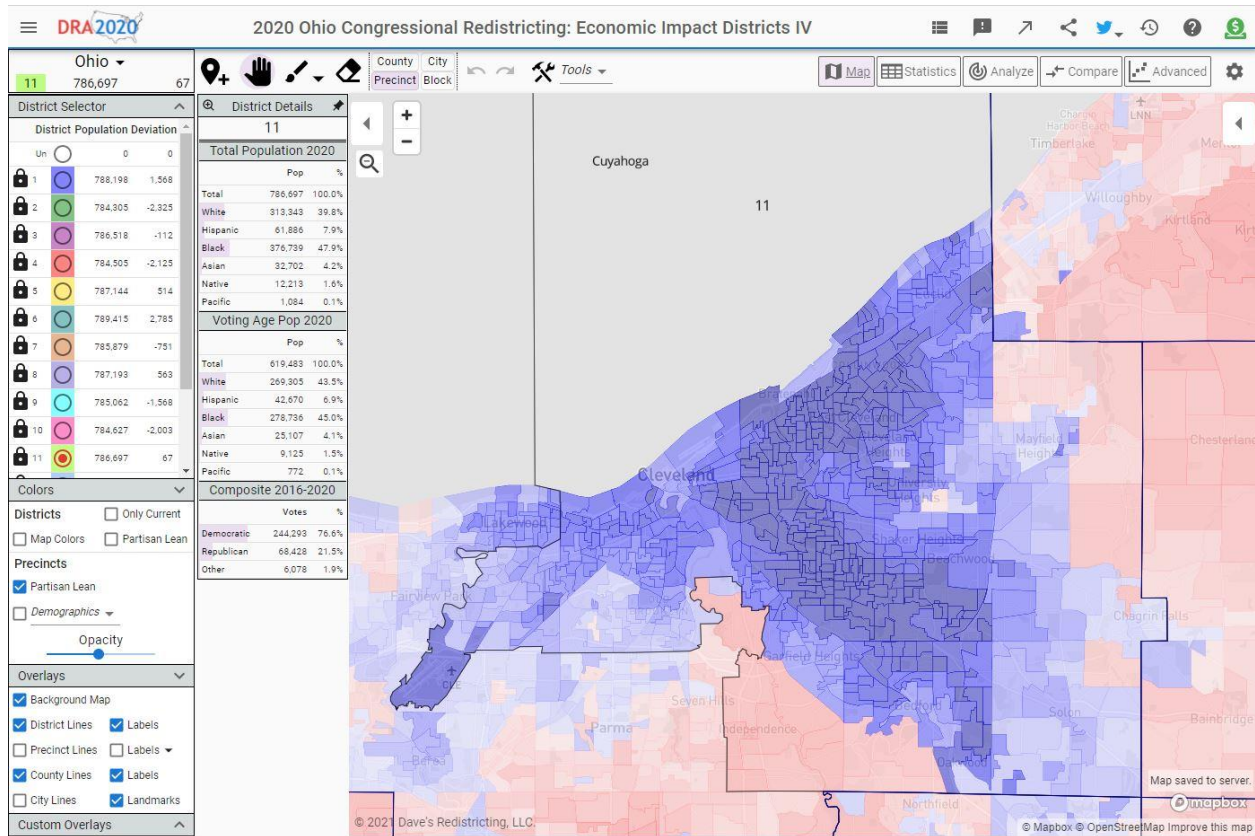 DRA2020
2020 Ohio Congressional Redistricting: Economic Impact Districts IV
Ohio
11 786,697 67
County City
Precinct Block
Tools
Map
Statistics
Analyze
Compare
Advanced
District Selector
District Population Deviation
Un 0 0
1 788,198 1,568
2 784,305 -2,325
3 786,518 -112
4 784,505 -2,125
5 787,144 514
6 789,415 2,785
7 785,879 -751
8 787,193 563
9 785,062 -1,568
10 784,627 -2,003
11 786,697 67
Colors
Districts Only Current
Map Colors Partisan Lean
Precincts
Partisan Lean
Demographics
Opacity
Overlays
Background Map
District Lines Labels
Precinct Lines Labels
County Lines Labels
City Lines Landmarks
Custom Overlays
District Details
11
Total Population 2020
Pop %
Total 786,697 100.0%
White 313,343 39.8%
Hispanic 61,886 7.9%
Black 376,739 47.9%
Asian 32,702 4.2%
Native 12,213 1.6%
Pacific 1,084 0.1%
Voting Age Pop 2020
Pop %
Total 619,483 100.0%
White 269,305 43.5%
Hispanic 42,670 6.9%
Black 278,736 45.0%
Asian 25,107 4.1%
Native 9,125 1.5%
Pacific 772 0.1%
Composite 2016-2020
Votes %
Democratic 244,293 76.6%
Republican 68,428 21.5%
Other 6,078 1.9%
+
−
Cuyahoga
11
LNN
Timberlake
Willoughby
Kirtland
Euclid
Chesterland
Mayfield
Heights
Cleveland
Heights
University
Heights
Cleveland
Lakewood
Shaker Heights
Beachwood
Fairview Park
Chagrin Falls
CLE
Garfield Heights
Seven Hills
Parma
Independence
Bedford
Solon
Bainbridge
Berea
Oakwood
Northfield
Map saved to server.
mapbox
© 2021 Dave's Redistricting, LLC
© Mapbox © OpenStreetMap Improve this map